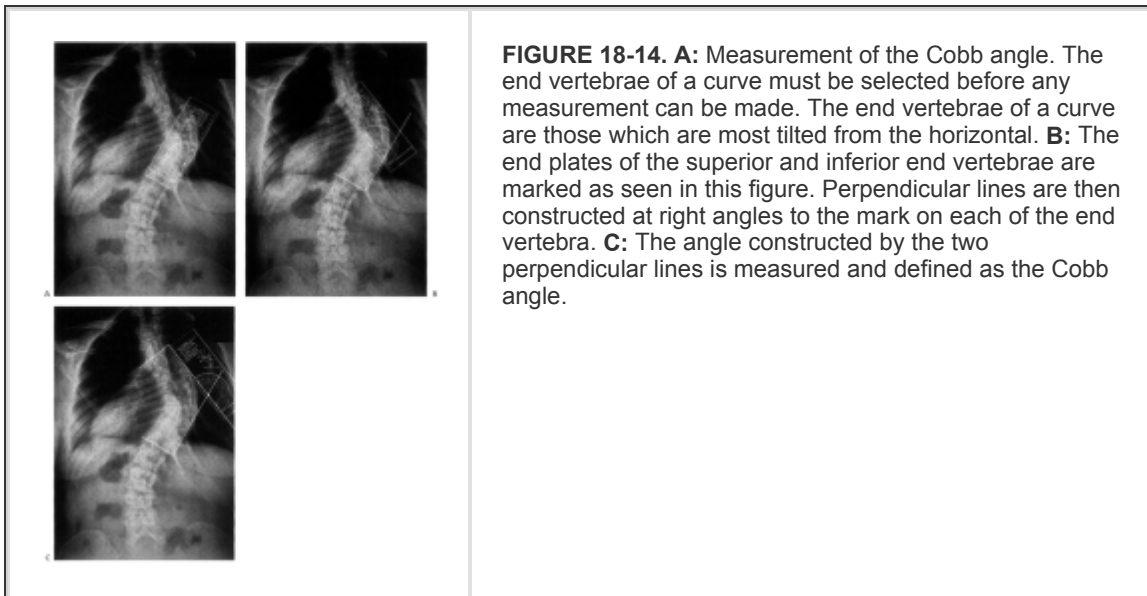 FIGURE 18-14. A: Measurement of the Cobb angle. The
end vertebrae of a curve must be selected before any
measurement can be made. The end vertebrae of a curve
are those which are most tilted from the horizontal. B: The
end plates of the superior and inferior end vertebrae are
marked as seen in this figure. Perpendicular lines are then
constructed at right angles to the mark on each of the end
vertebra. C: The angle constructed by the two
perpendicular lines is measured and defined as the Cobb
angle.
A
B
C